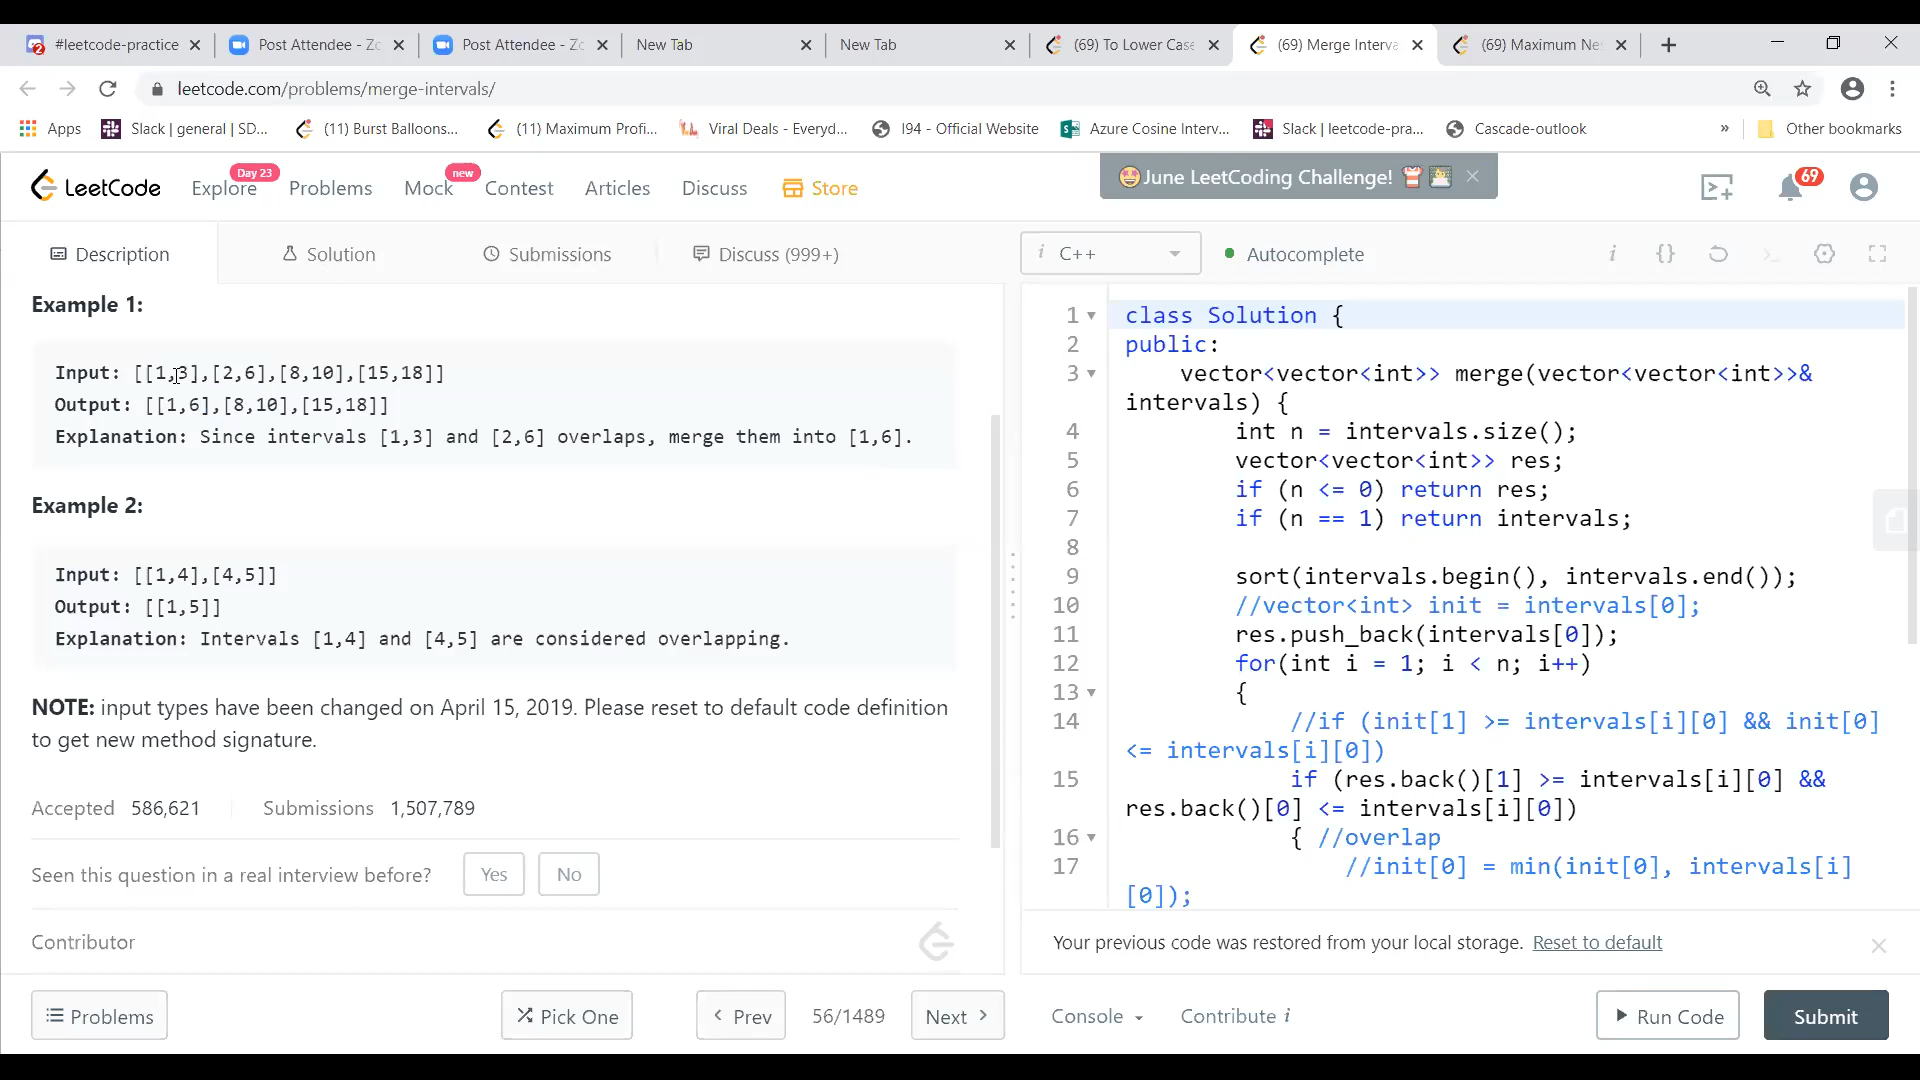 #leetcode-practice
Post Attendee - Zo
Post Attendee - Zo
New Tab
New Tab
(69) To Lower Case
(69) Merge Interva
(69) Maximum Nes
leetcode.com/problems/merge-intervals/
Apps
Slack | general | SD...
(11) Burst Balloons...
(11) Maximum Profi...
Viral Deals - Everyd...
I94 - Official Website
Azure Cosine Interv...
Slack | leetcode-pra...
Cascade-outlook
»
Other bookmarks
LeetCode
Explore
Day 23
Problems
Mock
new
Contest
Articles
Discuss
Store
June LeetCoding Challenge!
69
Description
Solution
Submissions
Discuss (999+)
i C++
Autocomplete
Example 1:
Input: [[1,3],[2,6],[8,10],[15,18]]
Output: [[1,6],[8,10],[15,18]]
Explanation: Since intervals [1,3] and [2,6] overlaps, merge them into [1,6].
Example 2:
Input: [[1,4],[4,5]]
Output: [[1,5]]
Explanation: Intervals [1,4] and [4,5] are considered overlapping.
NOTE: input types have been changed on April 15, 2019. Please reset to default code definition
to get new method signature.
Accepted 586,621 Submissions 1,507,789
Seen this question in a real interview before? Yes No
Contributor
1 class Solution {
2 public:
3 vector<vector<int>> merge(vector<vector<int>>&
intervals) {
4 int n = intervals.size();
5 vector<vector<int>> res;
6 if (n <= 0) return res;
7 if (n == 1) return intervals;
8
9 sort(intervals.begin(), intervals.end());
10 //vector<int> init = intervals[0];
11 res.push_back(intervals[0]);
12 for(int i = 1; i < n; i++)
13 {
14 //if (init[1] >= intervals[i][0] && init[0]
<= intervals[i][0])
15 if (res.back()[1] >= intervals[i][0] &&
res.back()[0] <= intervals[i][0])
16 { //overlap
17 //init[0] = min(init[0], intervals[i]
[0]);
Your previous code was restored from your local storage. Reset to default
Problems
Pick One
Prev
56/1489
Next
Console
Contribute i
Run Code
Submit